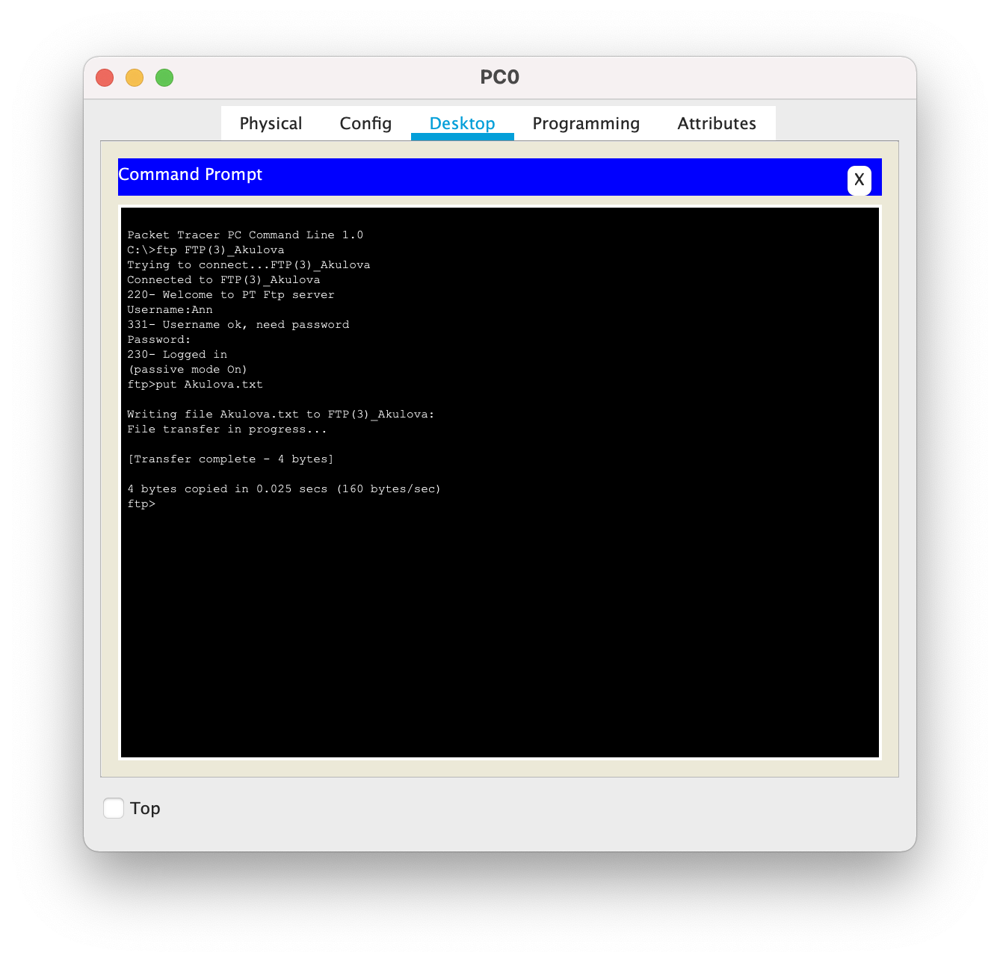 PC0
Physical Config Desktop Programming Attributes
Command Prompt
X
Packet Tracer PC Command Line 1.0
C:\>ftp FTP(3)_Akulova
Trying to connect...FTP(3)_Akulova
Connected to FTP(3)_Akulova
220- Welcome to PT Ftp server
Username:Ann
331- Username ok, need password
Password:
230- Logged in
(passive mode On)
ftp>put Akulova.txt
Writing file Akulova.txt to FTP(3)_Akulova:
File transfer in progress...
[Transfer complete - 4 bytes]
4 bytes copied in 0.025 secs (160 bytes/sec)
ftp>
Top